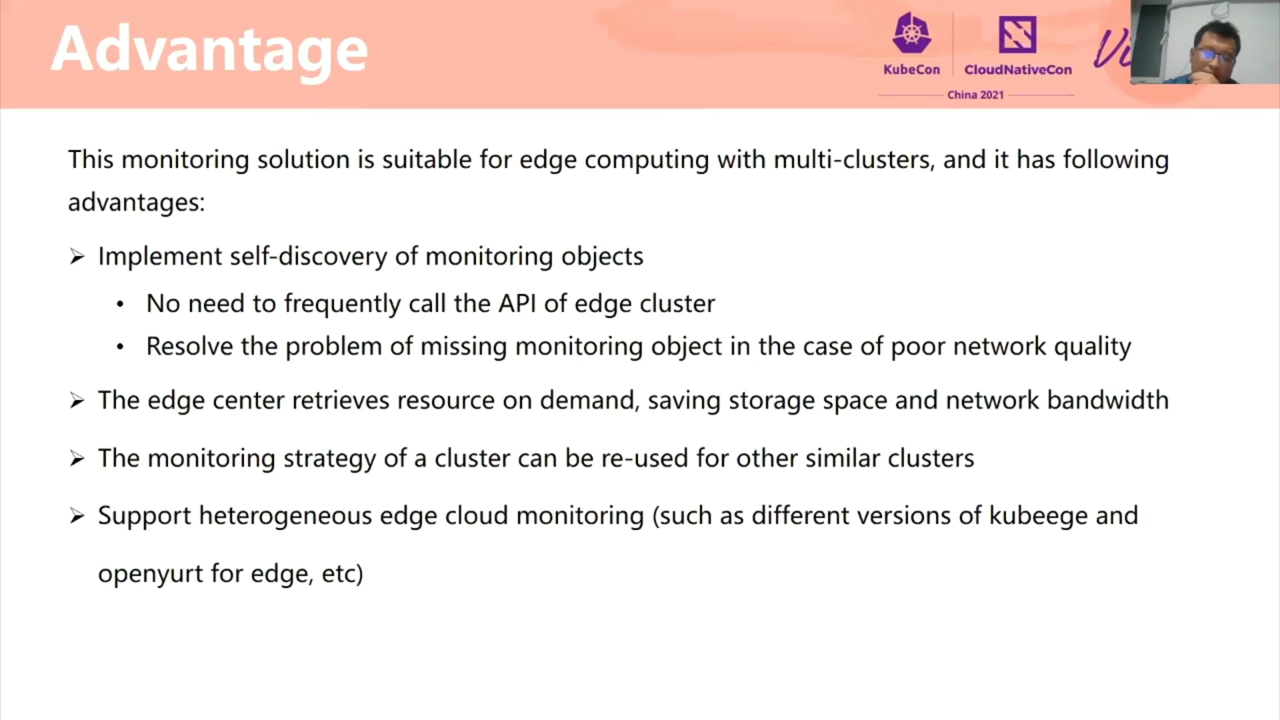 Advantage
KubeCon
CloudNativeCon
China 2021
This monitoring solution is suitable for edge computing with multi-clusters, and it has following
advantages:
Implement self-discovery of monitoring objects
No need to frequently call the API of edge cluster
Resolve the problem of missing monitoring object in the case of poor network quality
The edge center retrieves resource on demand, saving storage space and network bandwidth
The monitoring strategy of a cluster can be re-used for other similar clusters
Support heterogeneous edge cloud monitoring (such as different versions of kubeege and
openyurt for edge, etc)